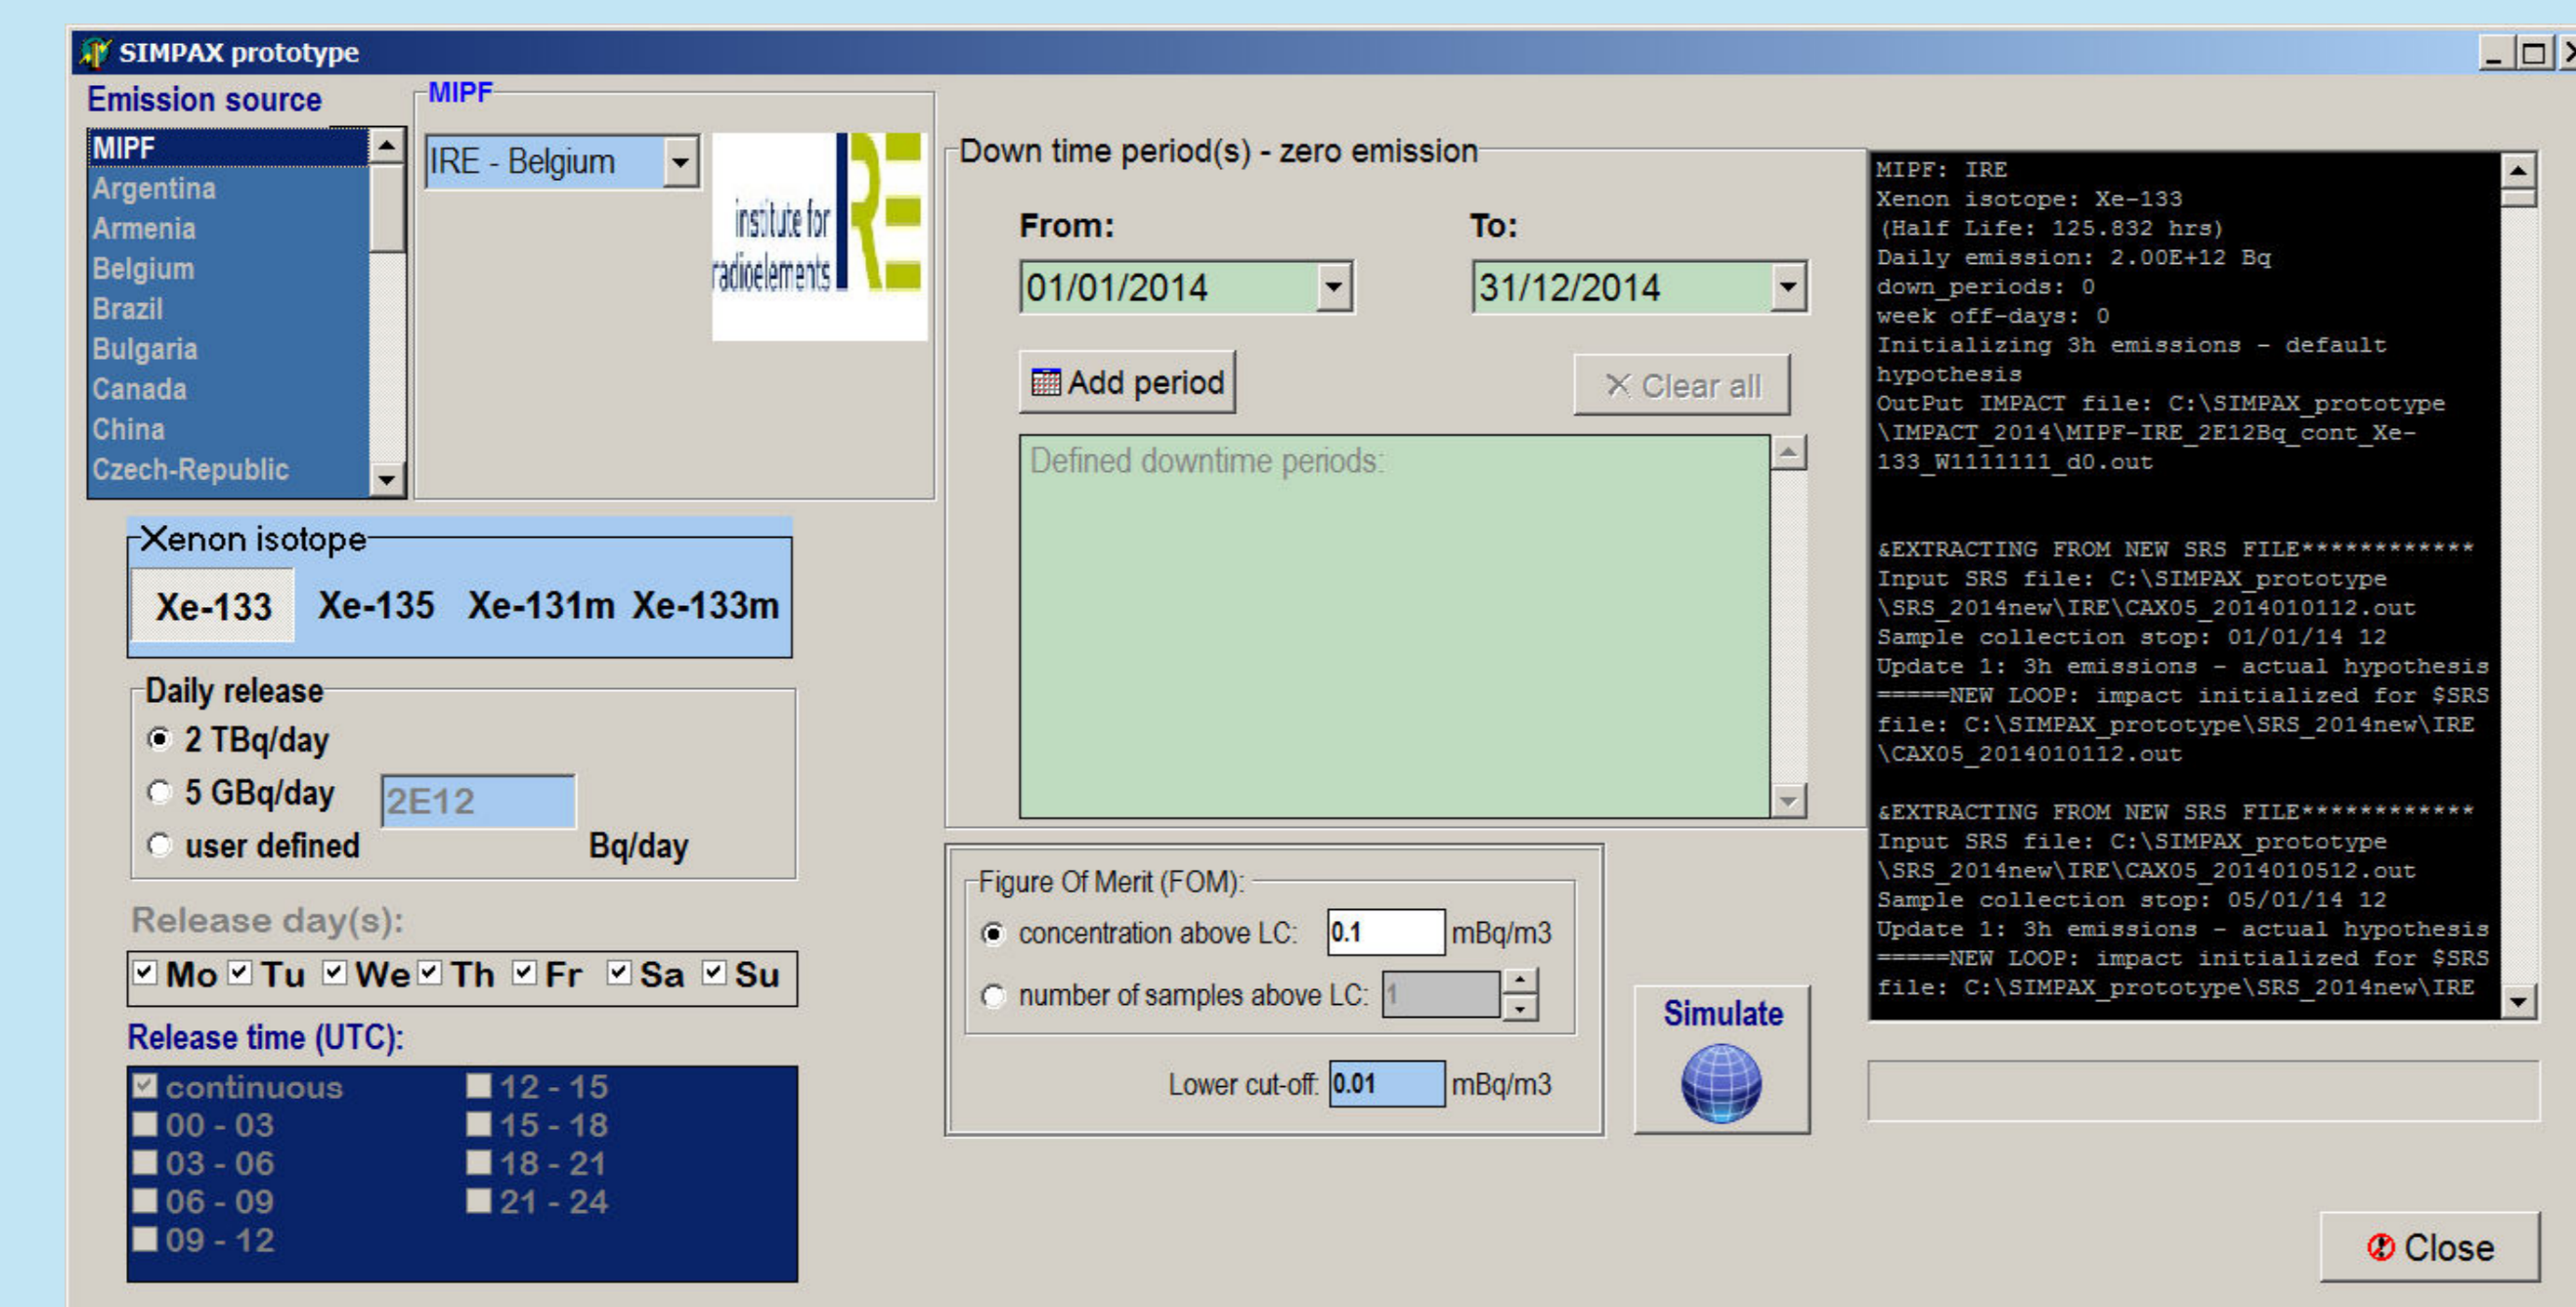 SIMPAX prototype
Emission source
MIPF
Argentina
Armenia
Belgium
Brazil
Bulgaria
Canada
China
Czech-Republic
MIPF
IRE - Belgium
institute for
radioelements
IRE
Xenon isotope
Xe-133 Xe-135 Xe-131m Xe-133m
Daily release
2 TBq/day
5 GBq/day
2E12
user defined
Bq/day
Release day(s):
Mo Tu We Th Fr Sa Su
Release time (UTC):
continuous
00 - 03
03 - 06
06 - 09
09 - 12
12 - 15
15 - 18
18 - 21
21 - 24
Down time period(s) - zero emission
From: To:
01/01/2014 31/12/2014
Add period Clear all
Defined downtime periods:
Figure Of Merit (FOM):
concentration above LC: 0.1 mBq/m3
number of samples above LC: 1
Lower cut-off: 0.01 mBq/m3
Simulate
MIPF: IRE
Xenon isotope: Xe-133
(Half Life: 125.832 hrs)
Daily emission: 2.00E+12 Bq
down_periods: 0
week off-days: 0
Initializing 3h emissions - default
hypothesis
OutPut IMPACT file: C:\SIMPAX_prototype
\IMPACT_2014\MIPF-IRE_2E12Bq_cont_Xe-
133_W1111111_d0.out
&EXTRACTING FROM NEW SRS FILE************
Input SRS file: C:\SIMPAX_prototype
\SRS_2014new\IRE\CAX05_2014010112.out
Sample collection stop: 01/01/14 12
Update 1: 3h emissions - actual hypothesis
=====NEW LOOP: impact initialized for $SRS
file: C:\SIMPAX_prototype\SRS_2014new\IRE
\CAX05_2014010112.out
&EXTRACTING FROM NEW SRS FILE************
Input SRS file: C:\SIMPAX_prototype
\SRS_2014new\IRE\CAX05_2014010512.out
Sample collection stop: 05/01/14 12
Update 1: 3h emissions - actual hypothesis
=====NEW LOOP: impact initialized for $SRS
file: C:\SIMPAX_prototype\SRS_2014new\IRE
Close